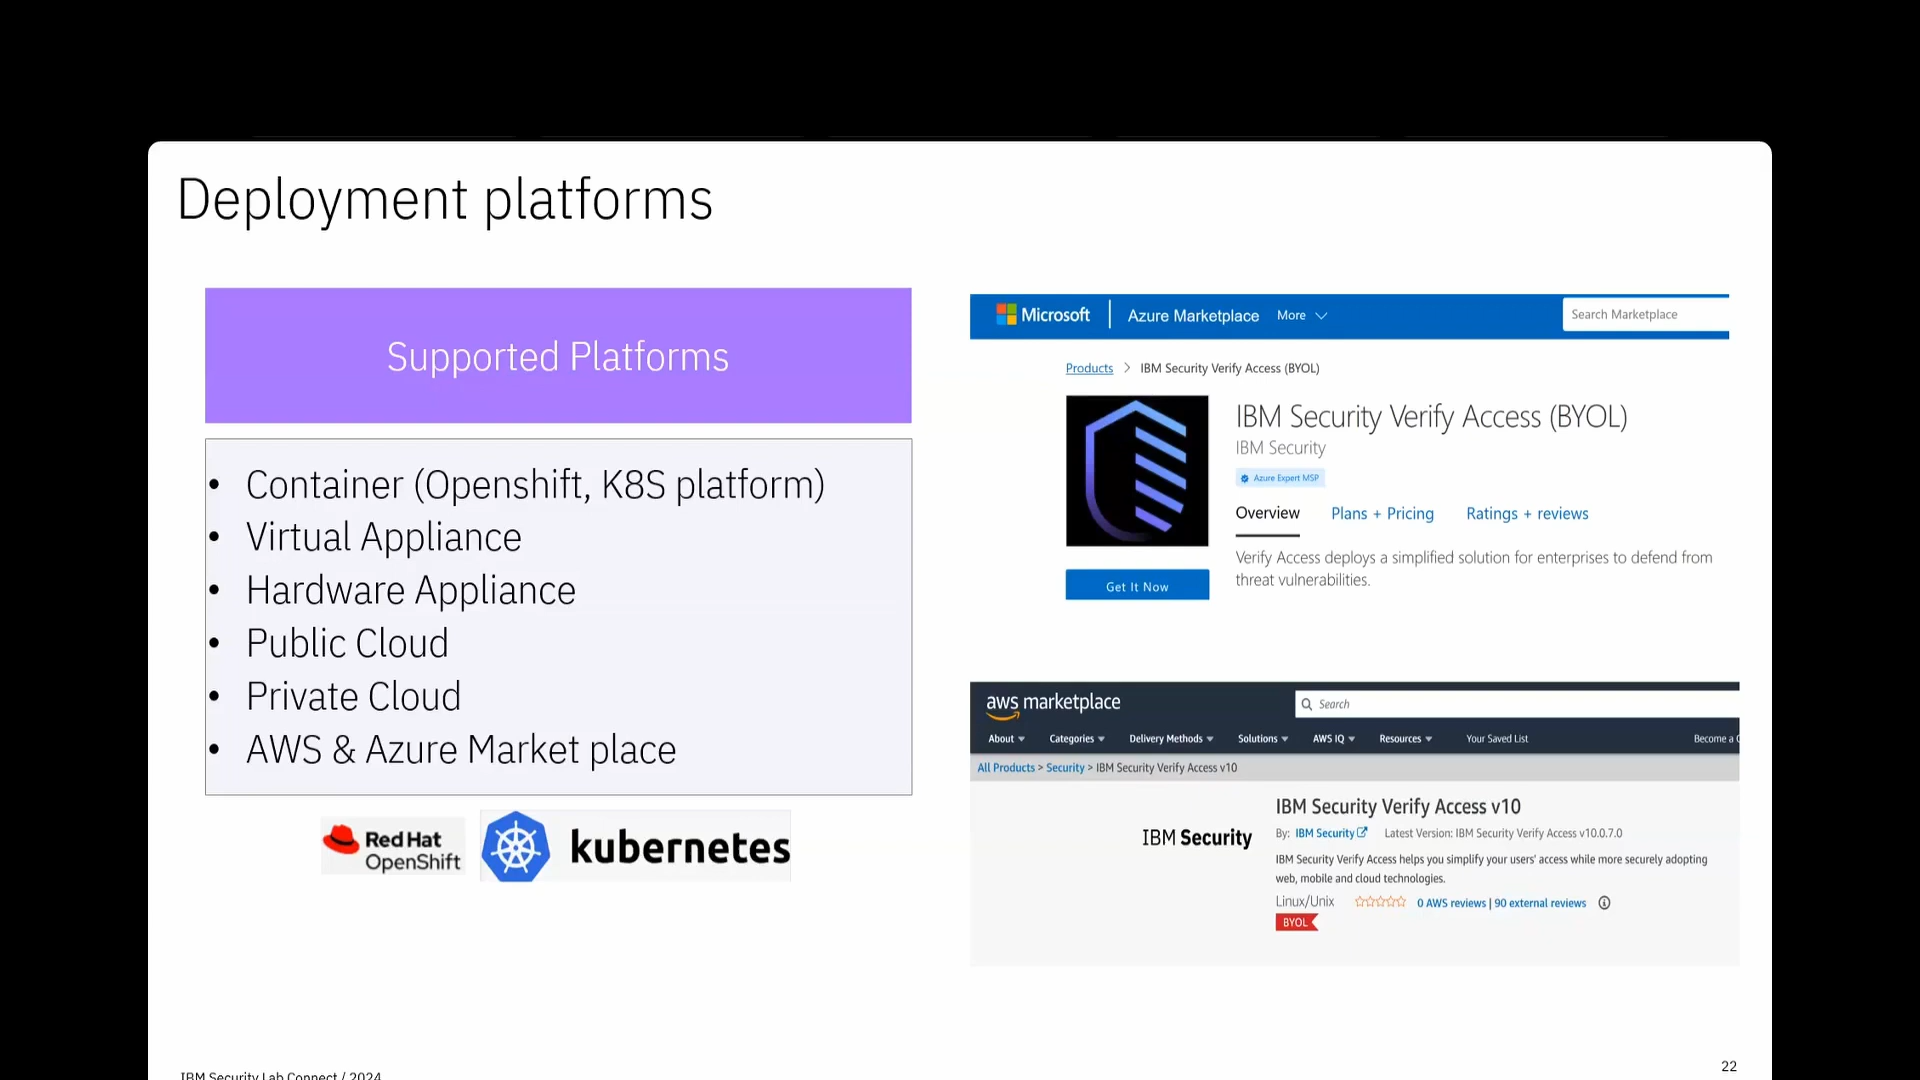 Deployment platforms
Supported Platforms
• Container (Openshift, K8S platform)
• Virtual Appliance
• Hardware Appliance
• Public Cloud
• Private Cloud
• AWS & Azure Market place
Red Hat
OpenShift
kubernetes
Microsoft Azure Marketplace More Search Marketplace
Products > IBM Security Verify Access (BYOL)
IBM Security Verify Access (BYOL)
IBM Security
Azure Expert MSP
Overview Plans + Pricing Ratings + reviews
Verify Access deploys a simplified solution for enterprises to defend from
threat vulnerabilities.
Get It Now
aws marketplace Search
About Categories Delivery Methods Solutions AWS IQ Resources Your Saved List Become a
All Products > Security > IBM Security Verify Access v10
IBM Security
IBM Security Verify Access v10
By: IBM Security Latest Version: IBM Security Verify Access v10.0.7.0
IBM Security Verify Access helps you simplify your users' access while more securely adopting
web, mobile and cloud technologies.
Linux/Unix 0 AWS reviews | 90 external reviews
BYOL
IBM Security Lab Connect / 2024
22